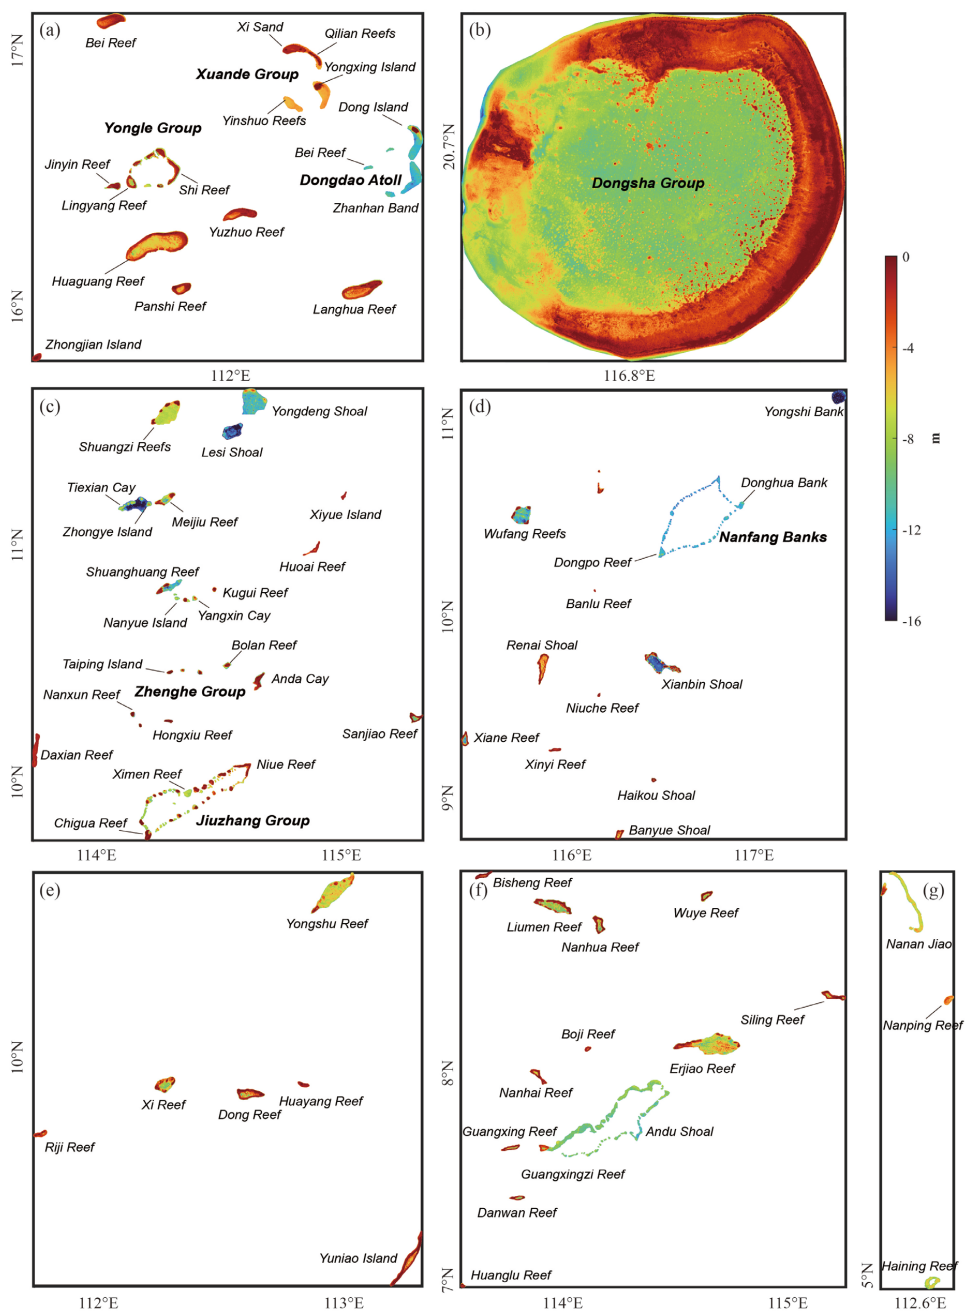 (a)
17°N
16°N
112°E
Bei Reef
Xi Sand
Qilian Reefs
Xuande Group
Yongxing Island
Yinshuo Reefs
Dong Island
Yongle Group
Bei Reef
Jinyin Reef
Shi Reef
Dongdao Atoll
Lingyang Reef
Zhanhan Band
Yuzhuo Reef
Huaguang Reef
Panshi Reef
Langhua Reef
Zhongjian Island
(b)
20.7°N
116.8°E
Dongsha Group
0
-4
-8
-12
-16
m
(c)
11°N
10°N
114°E
115°E
Yongdeng Shoal
Shuangzi Reefs
Lesi Shoal
Tiexian Cay
Zhongye Island
Meijiu Reef
Xiyue Island
Huoai Reef
Shuanghuang Reef
Kugui Reef
Nanyue Island
Yangxin Cay
Bolan Reef
Taiping Island
Anda Cay
Zhenghe Group
Nanxun Reef
Hongxiu Reef
Sanjiao Reef
Daxian Reef
Ximen Reef
Niue Reef
Chigua Reef
Jiuzhang Group
(d)
11°N
10°N
9°N
116°E
117°E
Yongshi Bank
Donghua Bank
Wufang Reefs
Nanfang Banks
Dongpo Reef
Banlu Reef
Renai Shoal
Xianbin Shoal
Niuche Reef
Xiane Reef
Xinyi Reef
Haikou Shoal
Banyue Shoal
(e)
10°N
112°E
113°E
Yongshu Reef
Xi Reef
Dong Reef
Huayang Reef
Riji Reef
Yuniao Island
(f)
8°N
7°N
114°E
115°E
Bisheng Reef
Liumen Reef
Nanhua Reef
Wuye Reef
Siling Reef
Boji Reef
Erjiao Reef
Nanhai Reef
Guangxing Reef
Andu Shoal
Guangxingzi Reef
Danwan Reef
Huanglu Reef
(g)
5°N
112.6°E
Nanan Jiao
Nanping Reef
Haining Reef